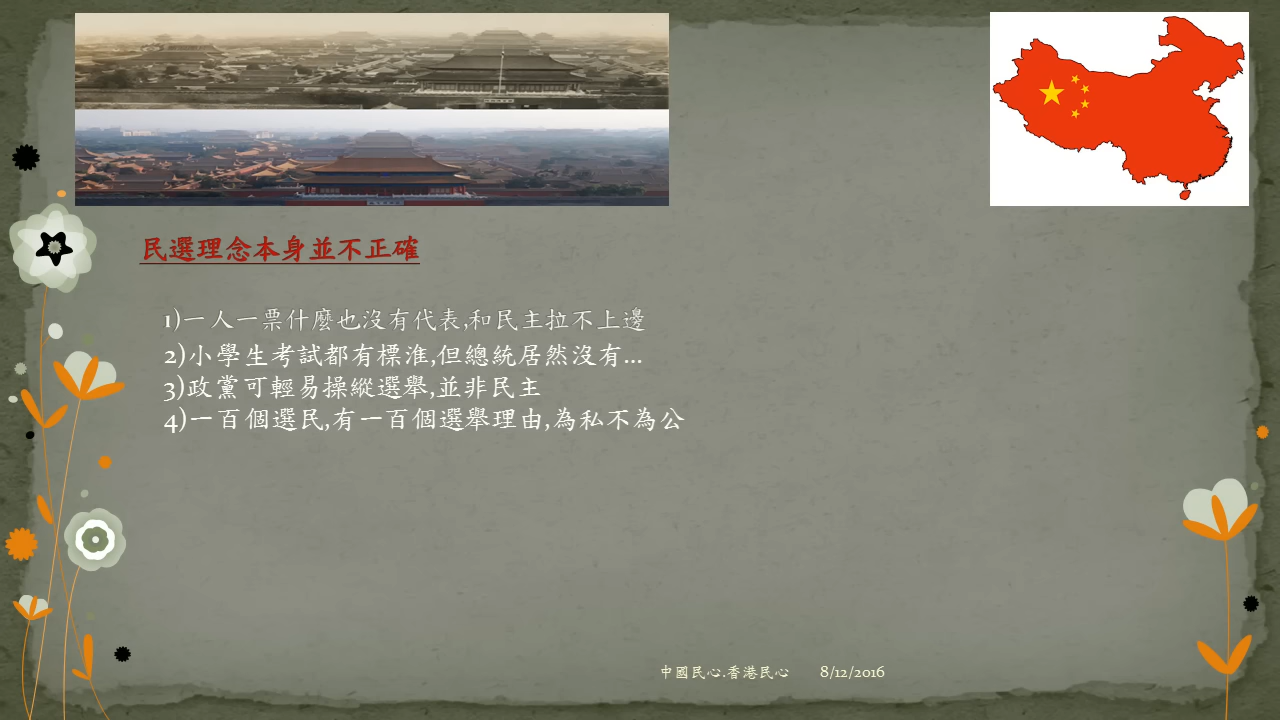 民選理念本身並不正確
1)一人一票什麼也沒有代表,和民主拉不上邊
2)小學生考試都有標淮,但總統居然沒有...
3)政黨可輕易操縱選舉,並非民主
4)一百個選民,有一百個選舉理由,為私不為公
中國民心.香港民心 8/12/2016